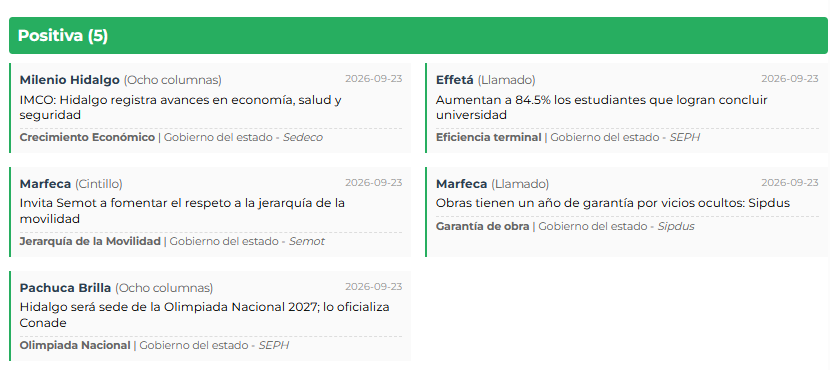 Positiva (5)
Milenio Hidalgo (Ocho columnas) 2026-09-23
IMCO: Hidalgo registra avances en economía, salud y
seguridad
Crecimiento Económico | Gobierno del estado - Sedeco
Effetá (Llamado) 2026-09-23
Aumentan a 84.5% los estudiantes que logran concluir
universidad
Eficiencia terminal | Gobierno del estado - SEPH
Marfeca (Cintillo) 2026-09-23
Invita Semot a fomentar el respeto a la jerarquía de la
movilidad
Jerarquía de la Movilidad | Gobierno del estado - Semot
Marfeca (Llamado) 2026-09-23
Obras tienen un año de garantía por vicios ocultos: Sipdus
Garantía de obra | Gobierno del estado - Sipdus
Pachuca Brilla (Ocho columnas) 2026-09-23
Hidalgo será sede de la Olimpiada Nacional 2027; lo oficializa
Conade
Olimpiada Nacional | Gobierno del estado - SEPH